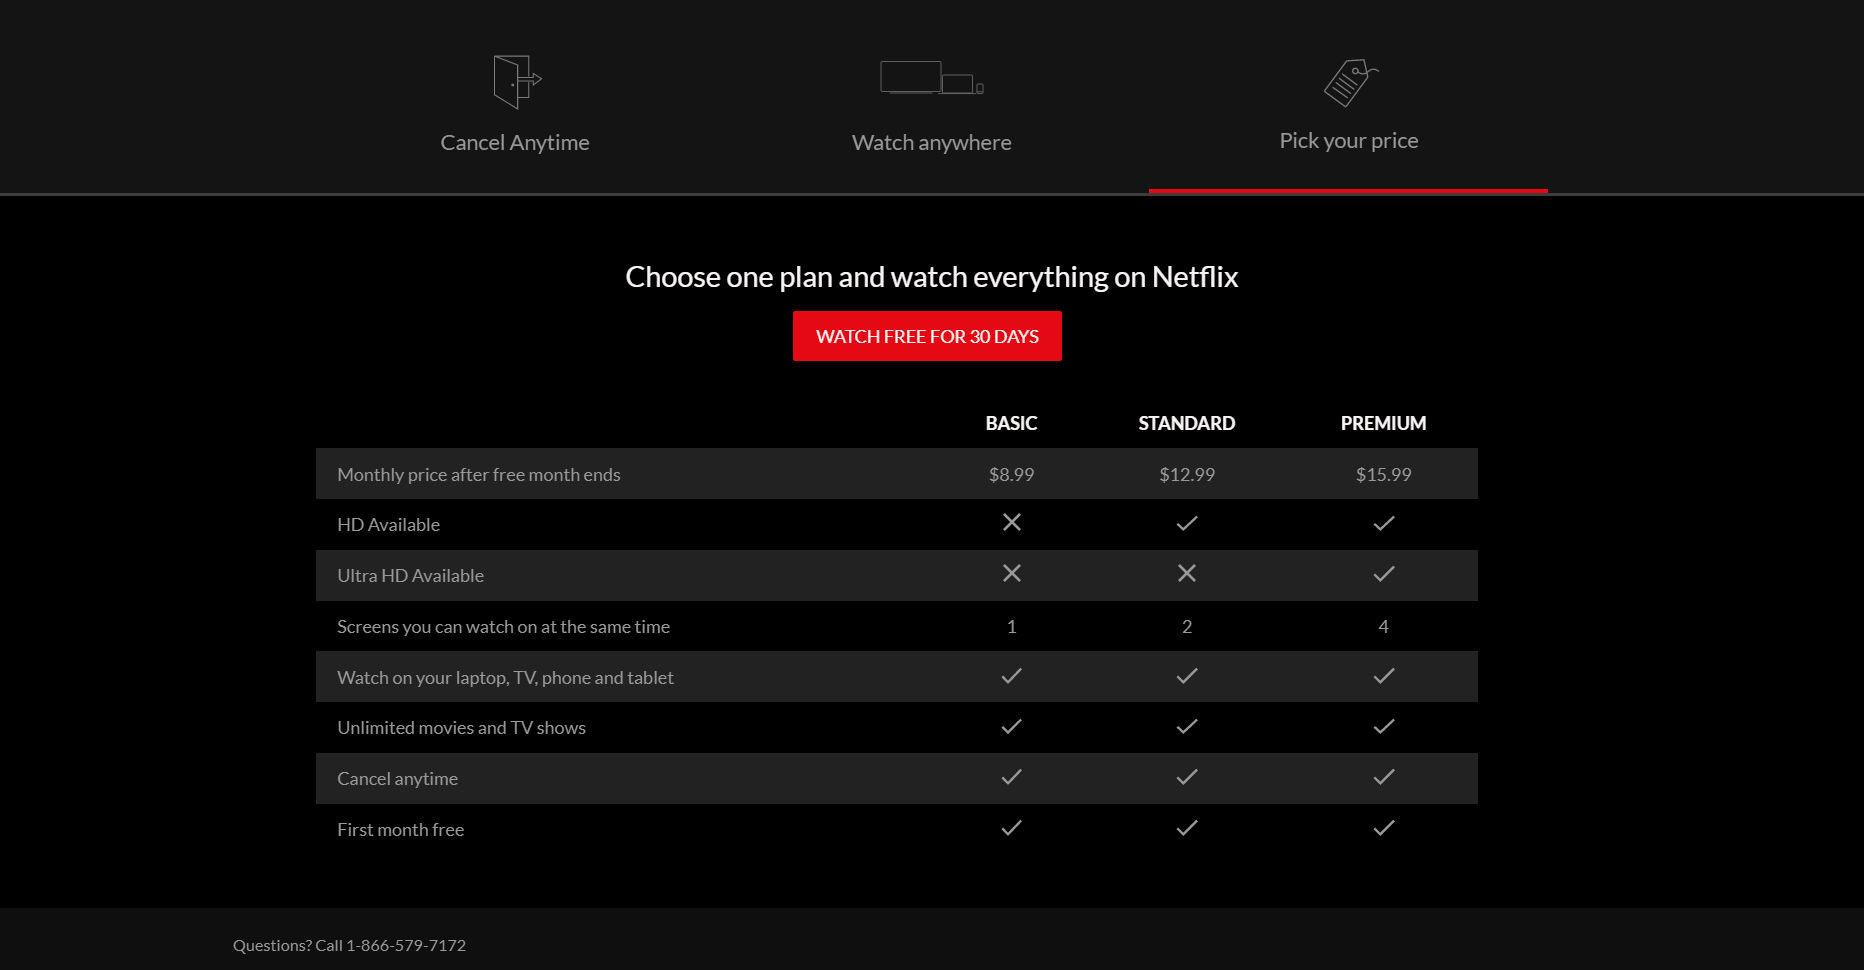 Cancel Anytime
Watch anywhere
Pick your price
Choose one plan and watch everything on Netflix
WATCH FREE FOR 30 DAYS
BASIC STANDARD PREMIUM
Monthly price after free month ends $8.99 $12.99 $15.99
HD Available
Ultra HD Available
Screens you can watch on at the same time 1 2 4
Watch on your laptop, TV, phone and tablet
Unlimited movies and TV shows
Cancel anytime
First month free
Questions? Call 1-866-579-7172